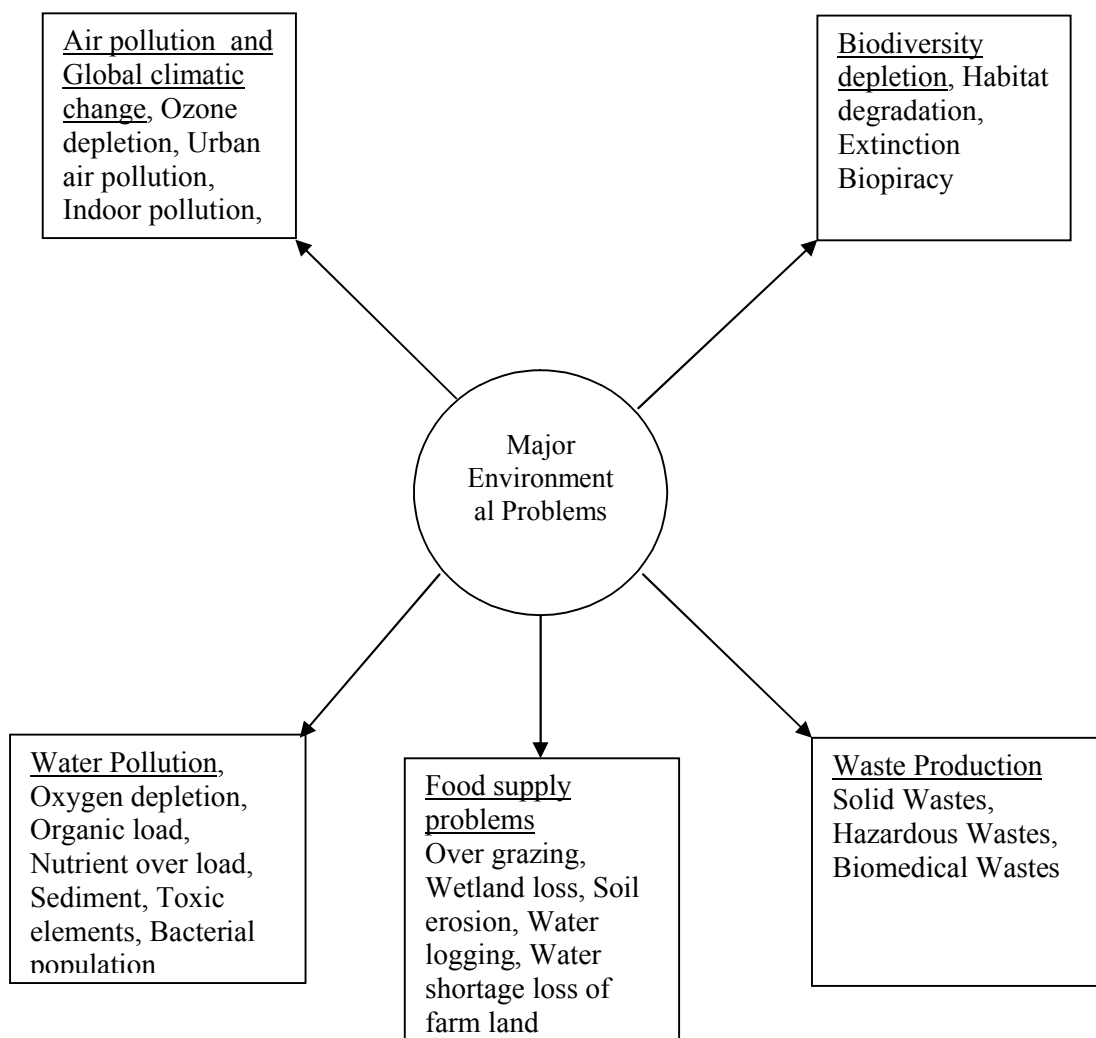 Air pollution and
Global climatic
change, Ozone
depletion, Urban
air pollution,
Indoor pollution,
Biodiversity
depletion, Habitat
degradation,
Extinction
Biopiracy
Major
Environment
al Problems
Water Pollution,
Oxygen depletion,
Organic load,
Nutrient over load,
Sediment, Toxic
elements, Bacterial
population
Food supply
problems
Over grazing,
Wetland loss, Soil
erosion, Water
logging, Water
shortage loss of
farm land
Waste Production
Solid Wastes,
Hazardous Wastes,
Biomedical Wastes